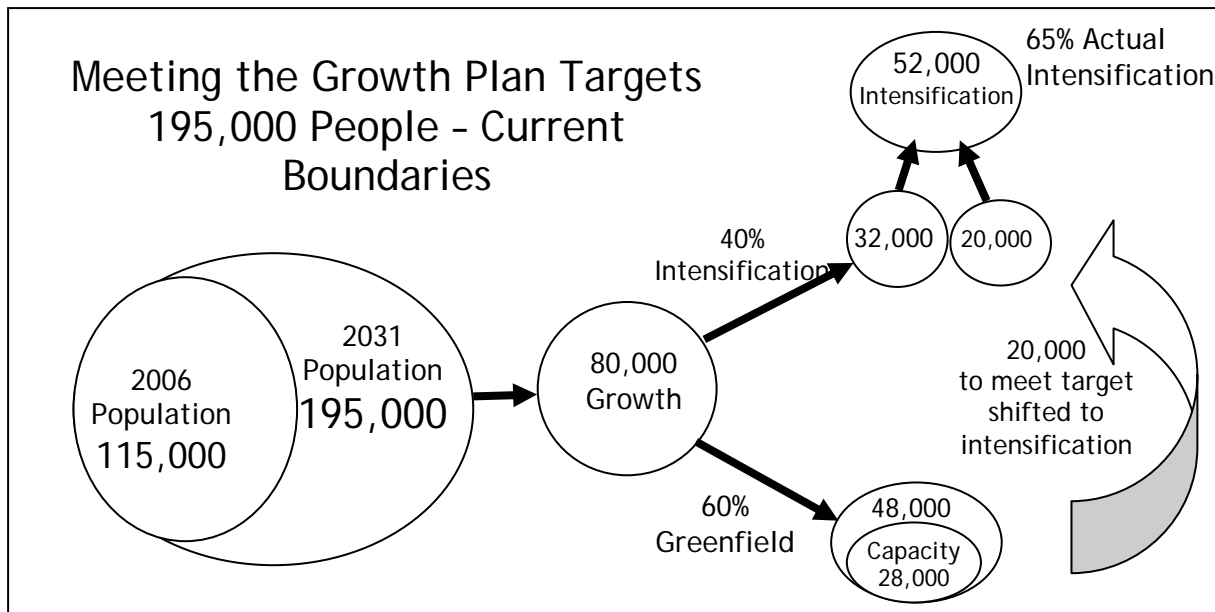 Meeting the Growth Plan Targets
195,000 People – Current
Boundaries
2006
Population
115,000
2031
Population
195,000
80,000
Growth
40%
Intensification
32,000
20,000
52,000
Intensification
65% Actual
Intensification
60%
Greenfield
48,000
Capacity
28,000
20,000
to meet target
shifted to
intensification